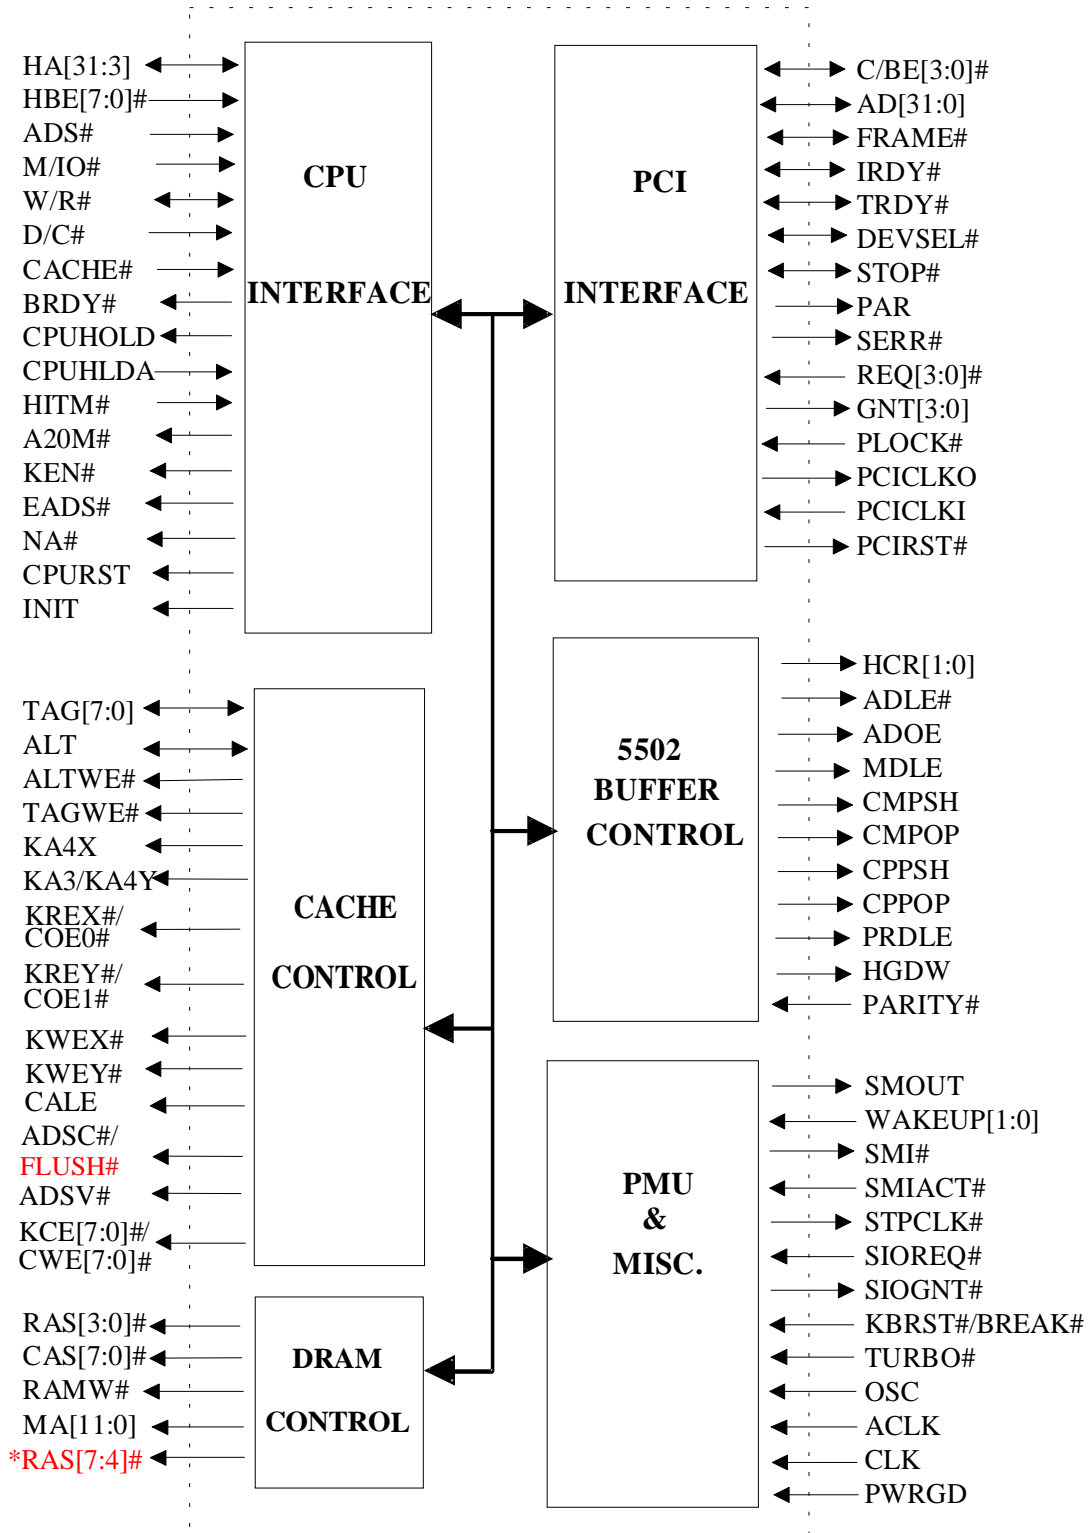 HA[31:3]
HBE[7:0]#
ADS#
M/IO#
W/R#
D/C#
CACHE#
BRDY#
CPUHOLD
CPUHLDA
HITM#
A20M#
KEN#
EADS#
NA#
CPURST
INIT
CPU
INTERFACE
PCI
INTERFACE
C/BE[3:0]#
AD[31:0]
FRAME#
IRDY#
TRDY#
DEVSEL#
STOP#
PAR
SERR#
REQ[3:0]#
GNT[3:0]
PLOCK#
PCICLKO
PCICLKI
PCIRST#
TAG[7:0]
ALT
ALTWE#
TAGWE#
KA4X
KA3/KA4Y
KREX#/
COE0#
KREY#/
COE1#
KWEX#
KWEY#
CALE
ADSC#/
FLUSH#
ADSV#
KCE[7:0]#/
CWE[7:0]#
CACHE
CONTROL
5502
BUFFER
CONTROL
HCR[1:0]
ADLE#
ADOE
MDLE
CMPSH
CMPOP
CPPSH
CPPOP
PRDLE
HGDW
PARITY#
RAS[3:0]#
CAS[7:0]#
RAMW#
MA[11:0]
*RAS[7:4]#
DRAM
CONTROL
PMU
&
MISC.
SMOUT
WAKEUP[1:0]
SMI#
SMIACT#
STPCLK#
SIOREQ#
SIOGNT#
KBRST#/BREAK#
TURBO#
OSC
ACLK
CLK
PWRGD